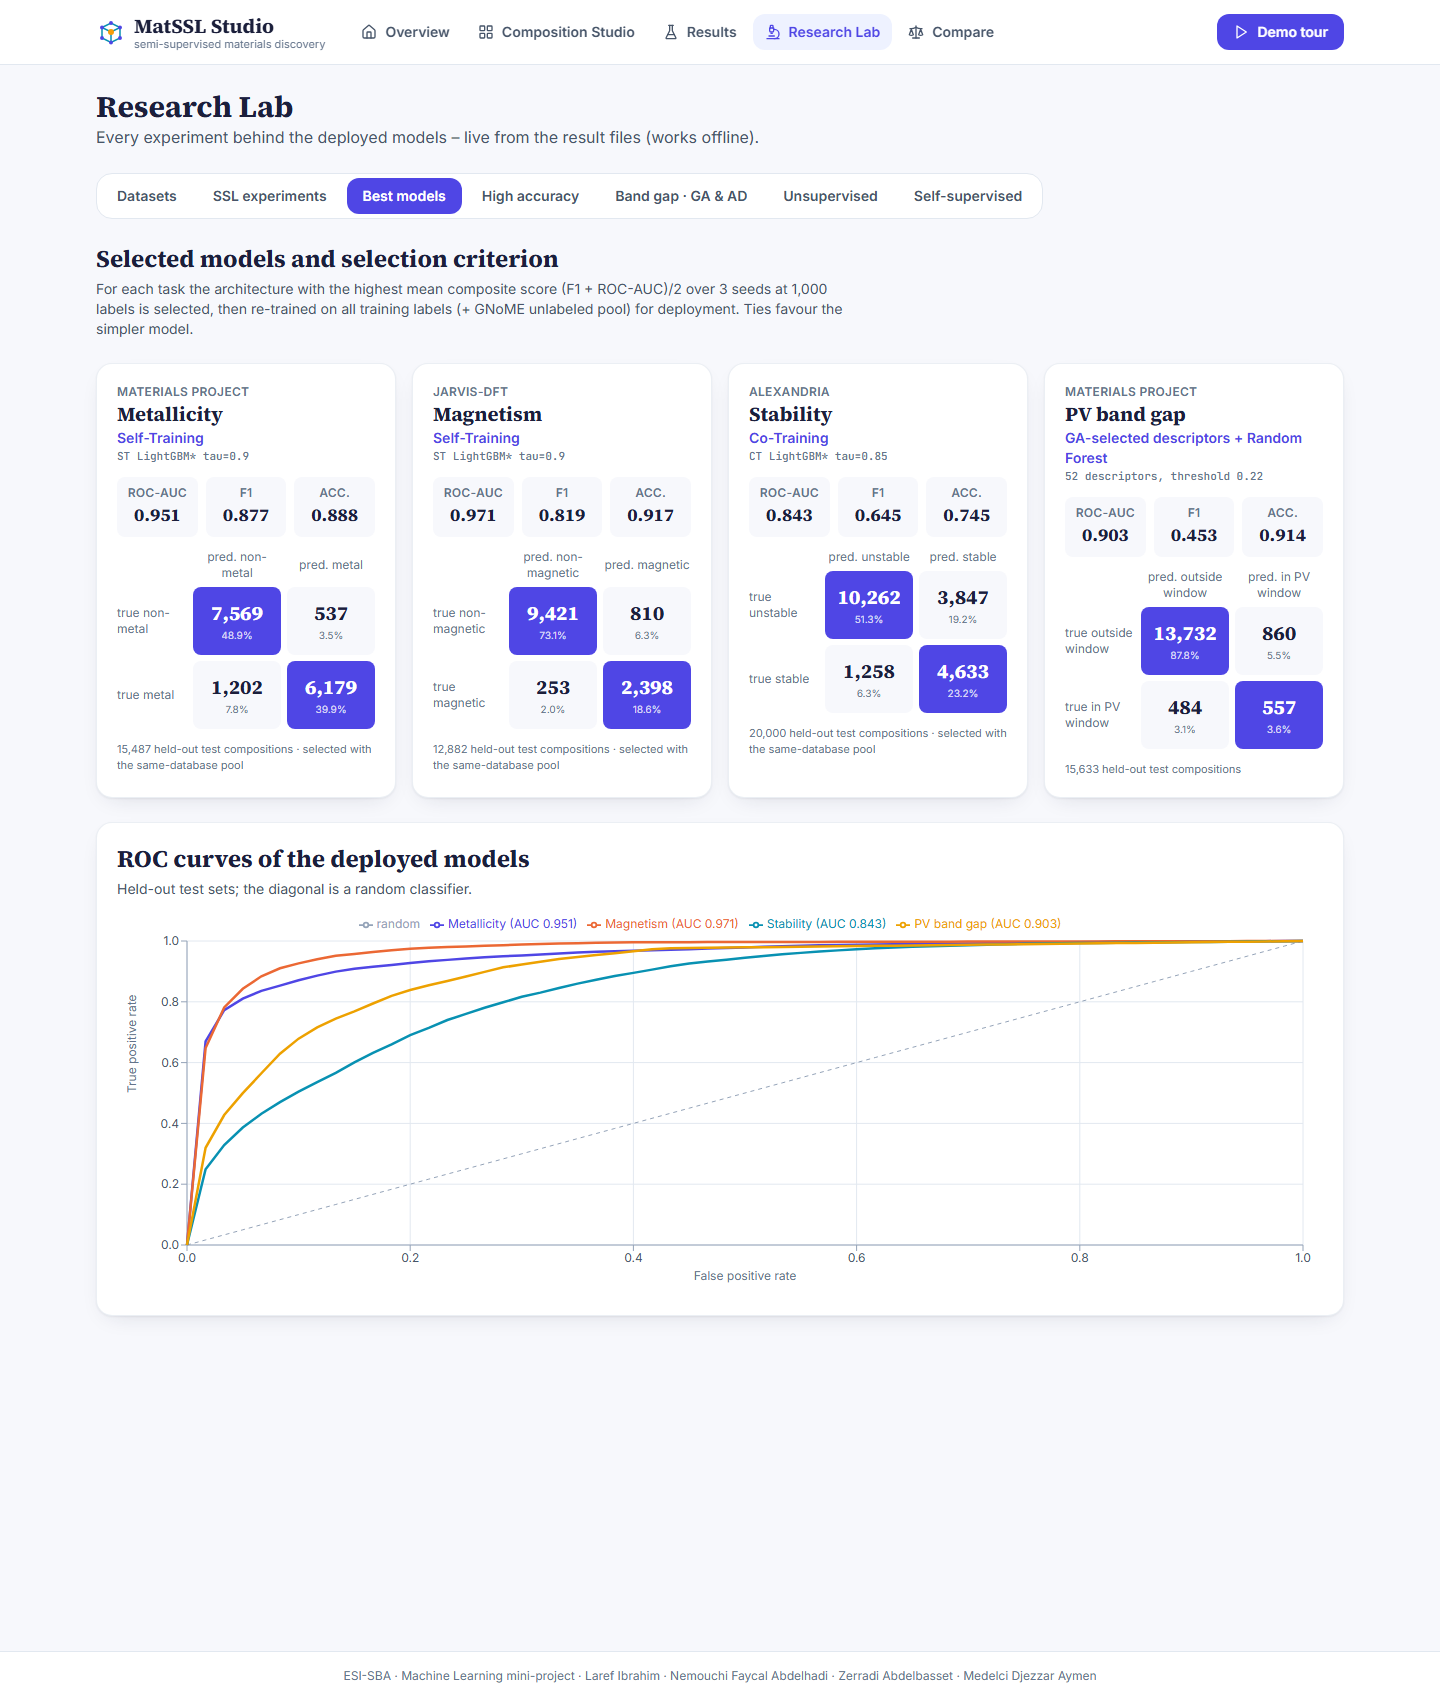 MatSSL Studio
semi-supervised materials discovery
Overview
Composition Studio
Results
Research Lab
Compare
Demo tour
Research Lab
Every experiment behind the deployed models – live from the result files (works offline).
Datasets
SSL experiments
Best models
High accuracy
Band gap · GA & AD
Unsupervised
Self-supervised
Selected models and selection criterion
For each task the architecture with the highest mean composite score (F1 + ROC-AUC)/2 over 3 seeds at 1,000
labels is selected, then re-trained on all training labels (+ GNoME unlabeled pool) for deployment. Ties favour the
simpler model.
MATERIALS PROJECT
Metallicity
Self-Training
ST LightGBM* tau=0.9
ROC-AUC F1 ACC.
0.951 0.877 0.888
pred. non-
metal
pred. metal
true non-
metal
7,569
48.9%
537
3.5%
true metal
1,202
7.8%
6,179
39.9%
15,487 held-out test compositions · selected with
the same-database pool
JARVIS-DFT
Magnetism
Self-Training
ST LightGBM* tau=0.9
ROC-AUC F1 ACC.
0.971 0.819 0.917
pred. non-
magnetic
pred. magnetic
true non-
magnetic
9,421
73.1%
810
6.3%
true
magnetic
253
2.0%
2,398
18.6%
12,882 held-out test compositions · selected with
the same-database pool
ALEXANDRIA
Stability
Co-Training
CT LightGBM* tau=0.85
ROC-AUC F1 ACC.
0.843 0.645 0.745
pred. unstable
pred. stable
true
unstable
10,262
51.3%
3,847
19.2%
true stable
1,258
6.3%
4,633
23.2%
20,000 held-out test compositions · selected with
the same-database pool
MATERIALS PROJECT
PV band gap
GA-selected descriptors + Random
Forest
52 descriptors, threshold 0.22
ROC-AUC F1 ACC.
0.903 0.453 0.914
pred. outside
window
pred. in PV
window
true outside
window
13,732
87.8%
860
5.5%
true in PV
window
484
3.1%
557
3.6%
15,633 held-out test compositions
ROC curves of the deployed models
Held-out test sets; the diagonal is a random classifier.
random Metallicity (AUC 0.951) Magnetism (AUC 0.971) Stability (AUC 0.843) PV band gap (AUC 0.903)
True positive rate
1.0
0.8
0.6
0.4
0.2
0.0
0.0 0.2 0.4 0.6 0.8 1.0
False positive rate
ESI-SBA · Machine Learning mini-project · Laref Ibrahim · Nemouchi Faycal Abdelhadi · Zerradi Abdelbasset · Medelci Djezzar Aymen